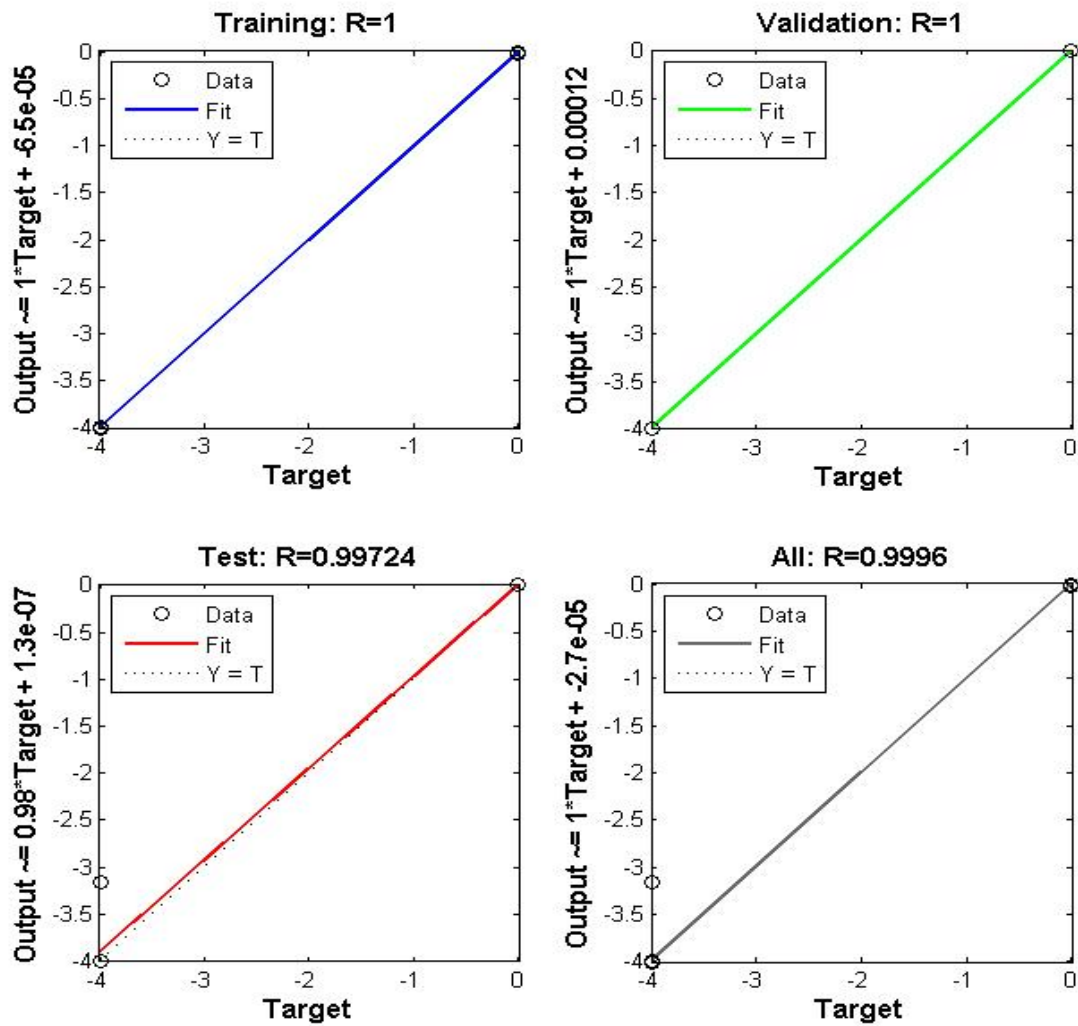 Training: R=1
Output ~= 1*Target + -6.5e-05
0
-0.5
-1
-1.5
-2
-2.5
-3
-3.5
-4
Data
Fit
Y = T
-4
-3
-2
-1
0
Target
Validation: R=1
Output ~= 1*Target + 0.00012
0
-0.5
-1
-1.5
-2
-2.5
-3
-3.5
-4
Data
Fit
Y = T
-4
-3
-2
-1
0
Target
Test: R=0.99724
Output ~= 0.98*Target + 1.3e-07
0
-0.5
-1
-1.5
-2
-2.5
-3
-3.5
-4
Data
Fit
Y = T
-4
-3
-2
-1
0
Target
All: R=0.9996
Output ~= 1*Target + -2.7e-05
0
-0.5
-1
-1.5
-2
-2.5
-3
-3.5
-4
Data
Fit
Y = T
-4
-3
-2
-1
0
Target